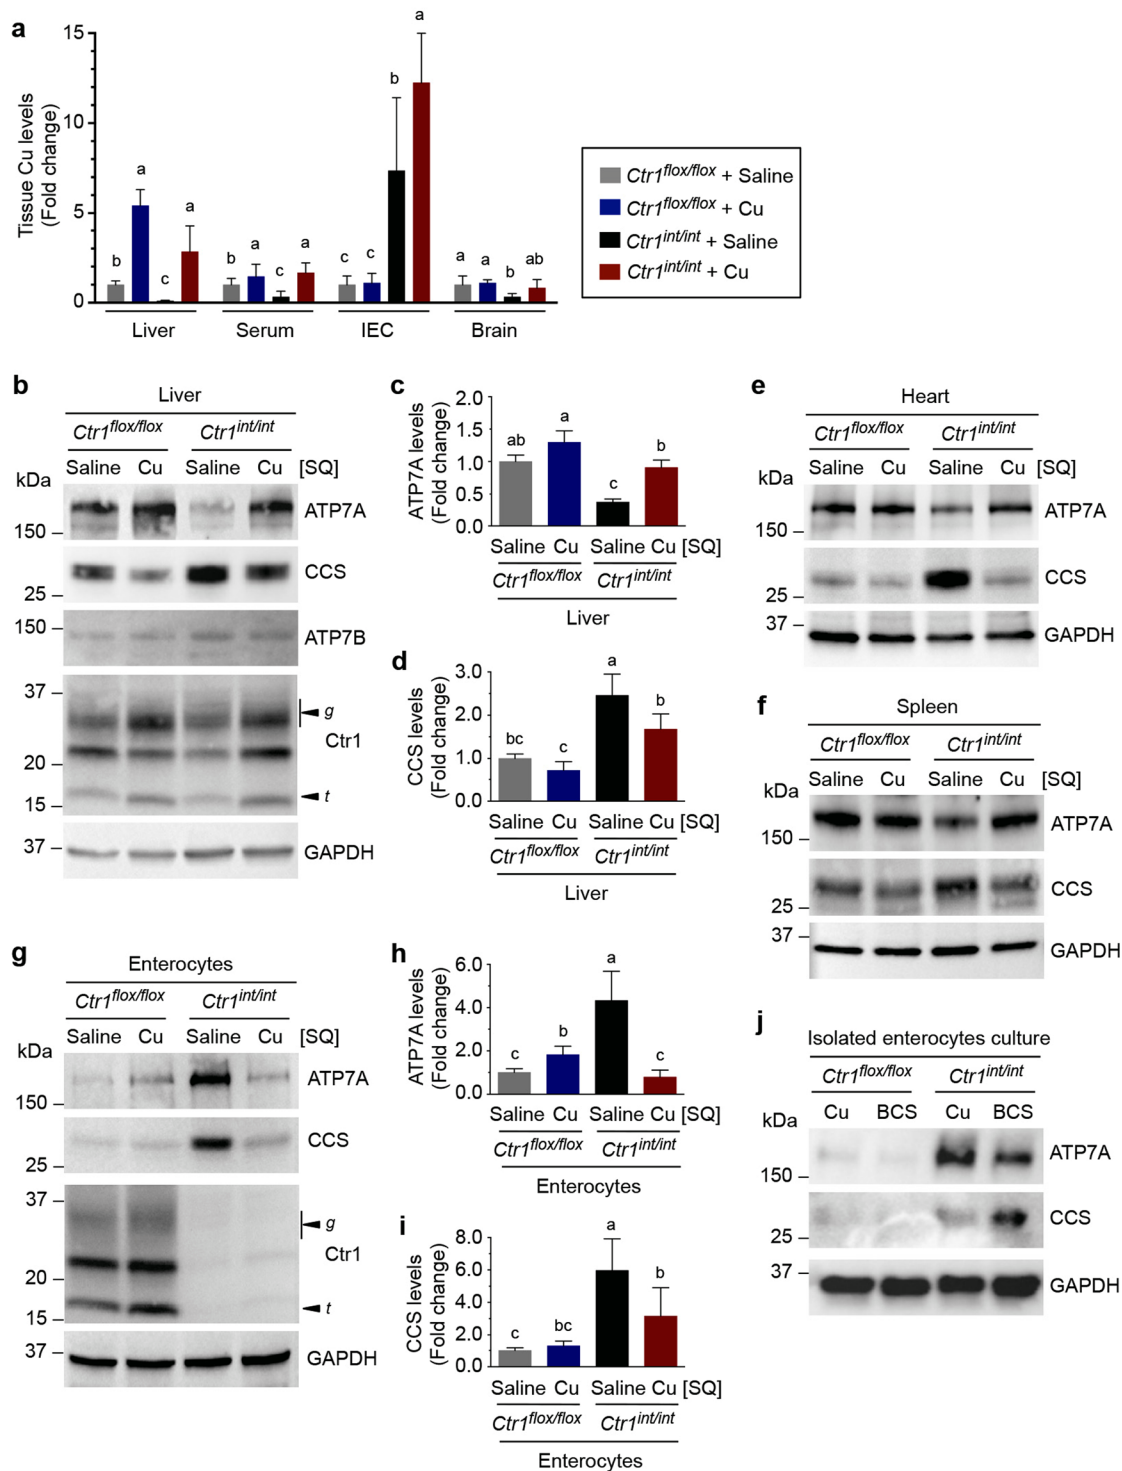 a
Tissue Cu levels
(Fold change)
15
10
5
0
b
a
c
a
b
a
c
a
c
c
b
a
a
a
b
ab
Liver
Serum
IEC
Brain
Ctr1flox/flox + Saline
Ctr1flox/flox + Cu
Ctr1int/int + Saline
Ctr1int/int + Cu
b
Liver
Ctr1flox/flox
Ctr1int/int
Saline Cu Saline Cu [SQ]
kDa
150
ATP7A
25
CCS
150
ATP7B
37
20
15
g
Ctr1
t
37
GAPDH
c
ATP7A levels
(Fold change)
2.0
1.5
1.0
0.5
0.0
ab
a
c
b
Saline Cu Saline Cu [SQ]
Ctr1flox/flox Ctr1int/int
Liver
d
CCS levels
(Fold change)
3.0
2.0
1.0
0.0
bc
c
a
b
Saline Cu Saline Cu [SQ]
Ctr1flox/flox Ctr1int/int
Liver
e
Heart
Ctr1flox/flox
Ctr1int/int
Saline Cu Saline Cu [SQ]
kDa
150
ATP7A
25
CCS
37
GAPDH
f
Spleen
Ctr1flox/flox
Ctr1int/int
Saline Cu Saline Cu [SQ]
kDa
150
ATP7A
25
CCS
37
GAPDH
g
Enterocytes
Ctr1flox/flox
Ctr1int/int
Saline Cu Saline Cu [SQ]
kDa
150
ATP7A
25
CCS
37
20
15
g
Ctr1
t
37
GAPDH
h
ATP7A levels
(Fold change)
6.0
4.0
2.0
0.0
c
b
a
c
Saline Cu Saline Cu [SQ]
Ctr1flox/flox Ctr1int/int
Enterocytes
i
CCS levels
(Fold change)
8.0
6.0
4.0
2.0
0.0
c
bc
a
b
Saline Cu Saline Cu [SQ]
Ctr1flox/flox Ctr1int/int
Enterocytes
j
Isolated enterocytes culture
Ctr1flox/flox
Ctr1int/int
Cu BCS Cu BCS
kDa
150
ATP7A
25
CCS
37
GAPDH